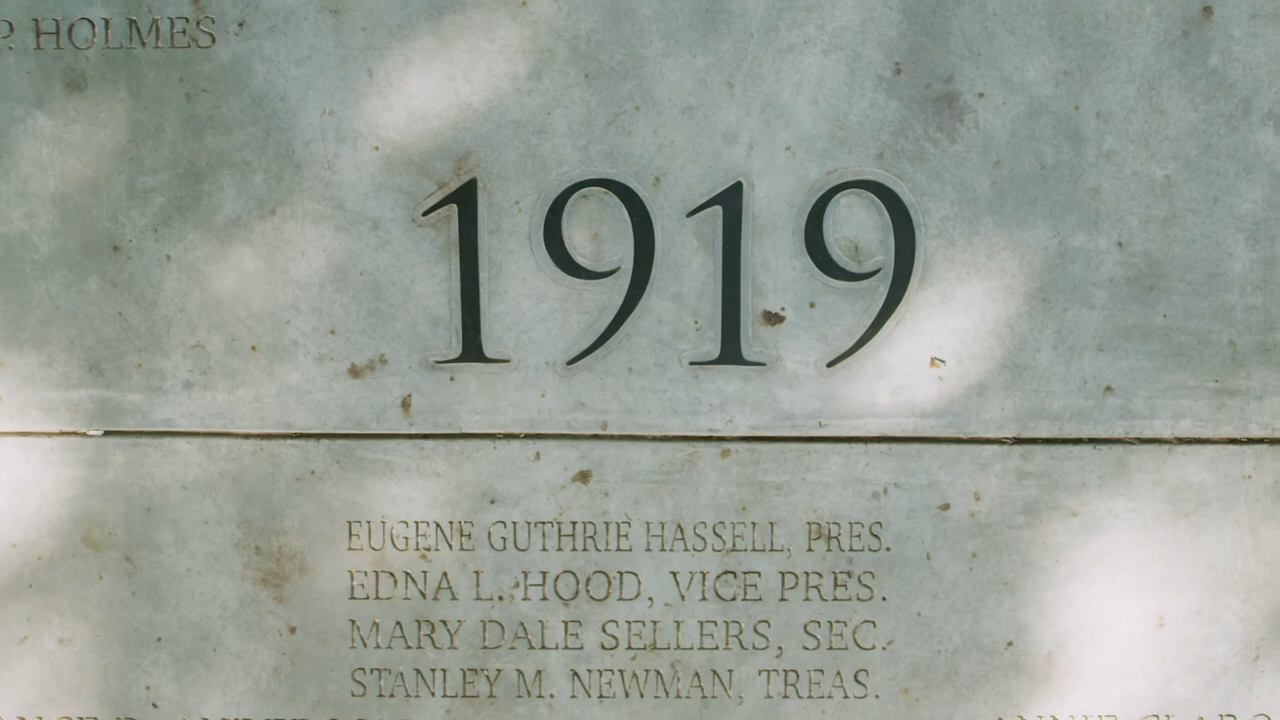 P. HOLMES
1919
EUGENE GUTHRIE HASSELL, PRES.
EDNA L. HOOD, VICE PRES.
MARY DALE SELLERS, SEC.
STANLEY M. NEWMAN, TREAS.